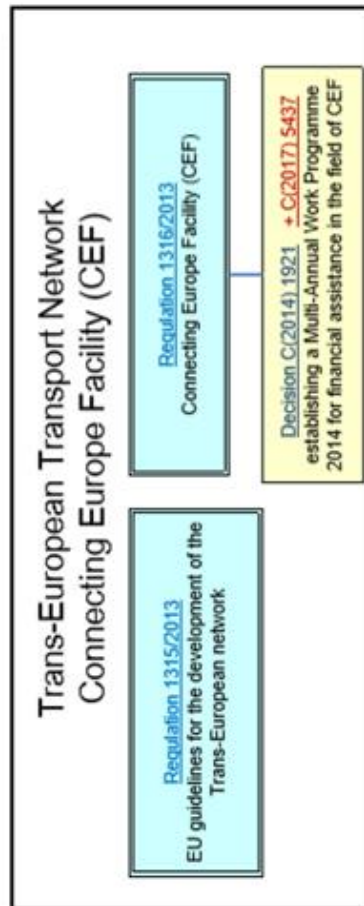 Trans-European Transport Network
Connecting Europe Facility (CEF)
Regulation 1315/2013
EU guidelines for the development of the
Trans-European network
Regulation 1316/2013
Connecting Europe Facility (CEF)
Decision C(2014) 1921 + C(2017) 5437
establishing a Multi-Annual Work Programme
2014 for financial assistance in the field of CEF